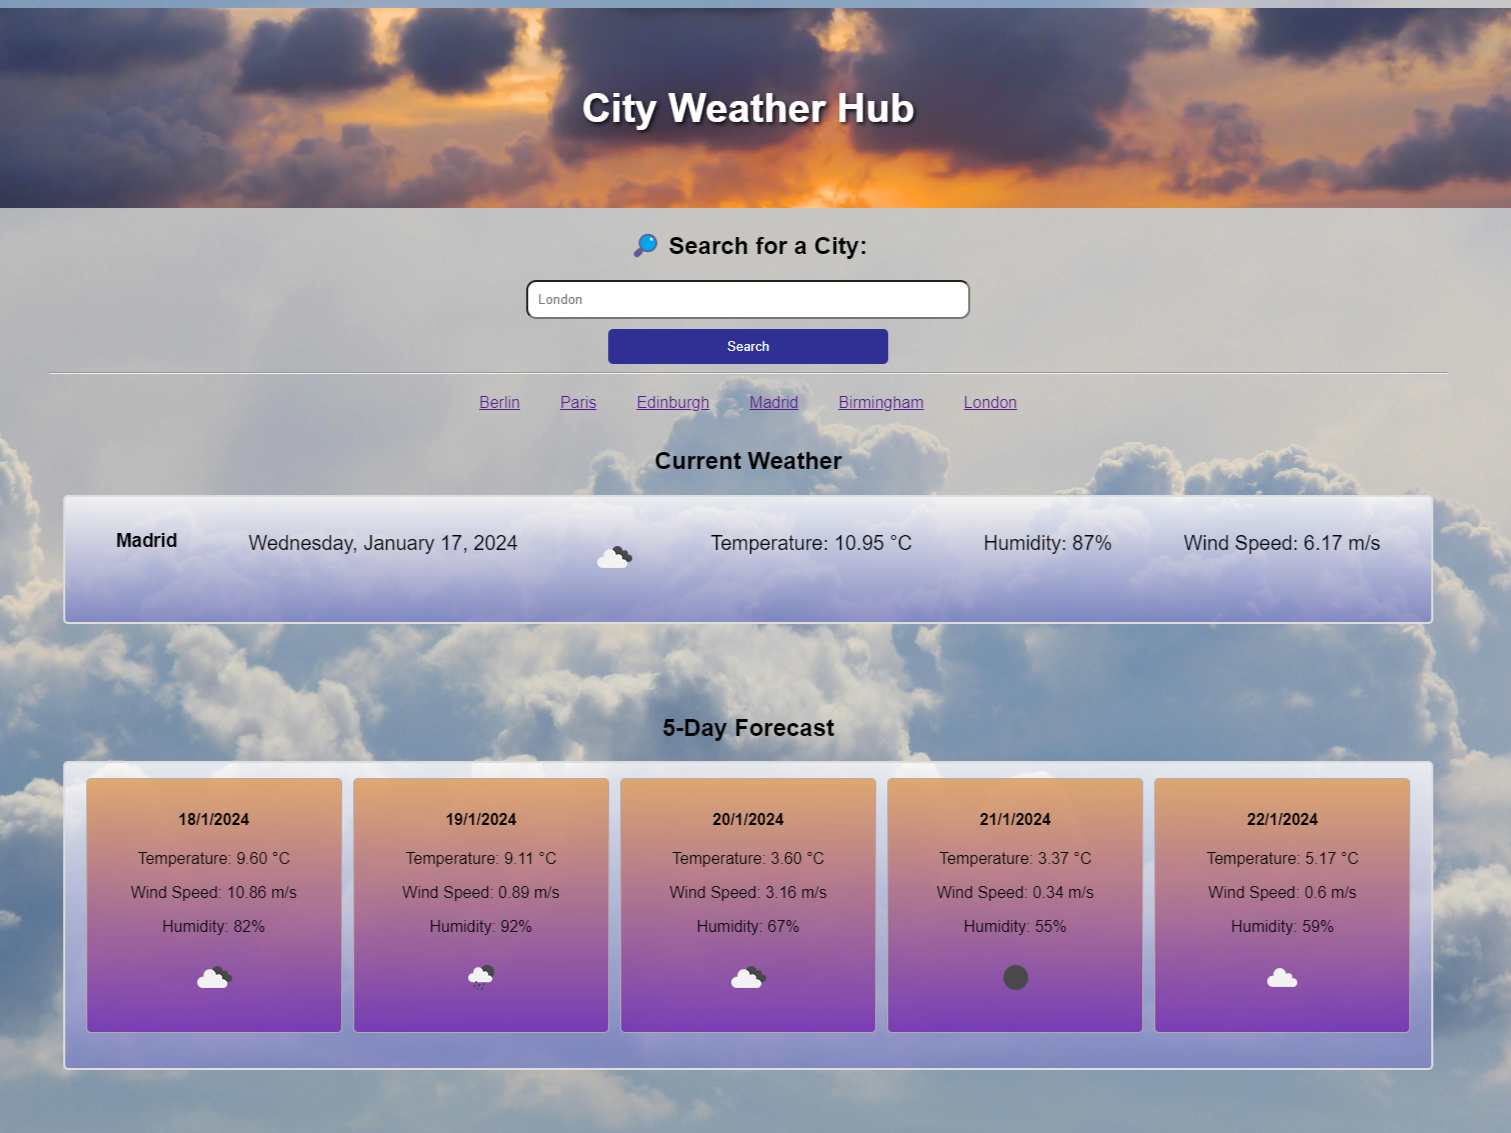 City Weather Hub
Search for a City:
London
Search
Berlin Paris Edinburgh Madrid Birmingham London
Current Weather
Madrid Wednesday, January 17, 2024 Temperature: 10.95 °C Humidity: 87% Wind Speed: 6.17 m/s
5-Day Forecast
18/1/2024
Temperature: 9.60 °C
Wind Speed: 10.86 m/s
Humidity: 82%
19/1/2024
Temperature: 9.11 °C
Wind Speed: 0.89 m/s
Humidity: 92%
20/1/2024
Temperature: 3.60 °C
Wind Speed: 3.16 m/s
Humidity: 67%
21/1/2024
Temperature: 3.37 °C
Wind Speed: 0.34 m/s
Humidity: 55%
22/1/2024
Temperature: 5.17 °C
Wind Speed: 0.6 m/s
Humidity: 59%